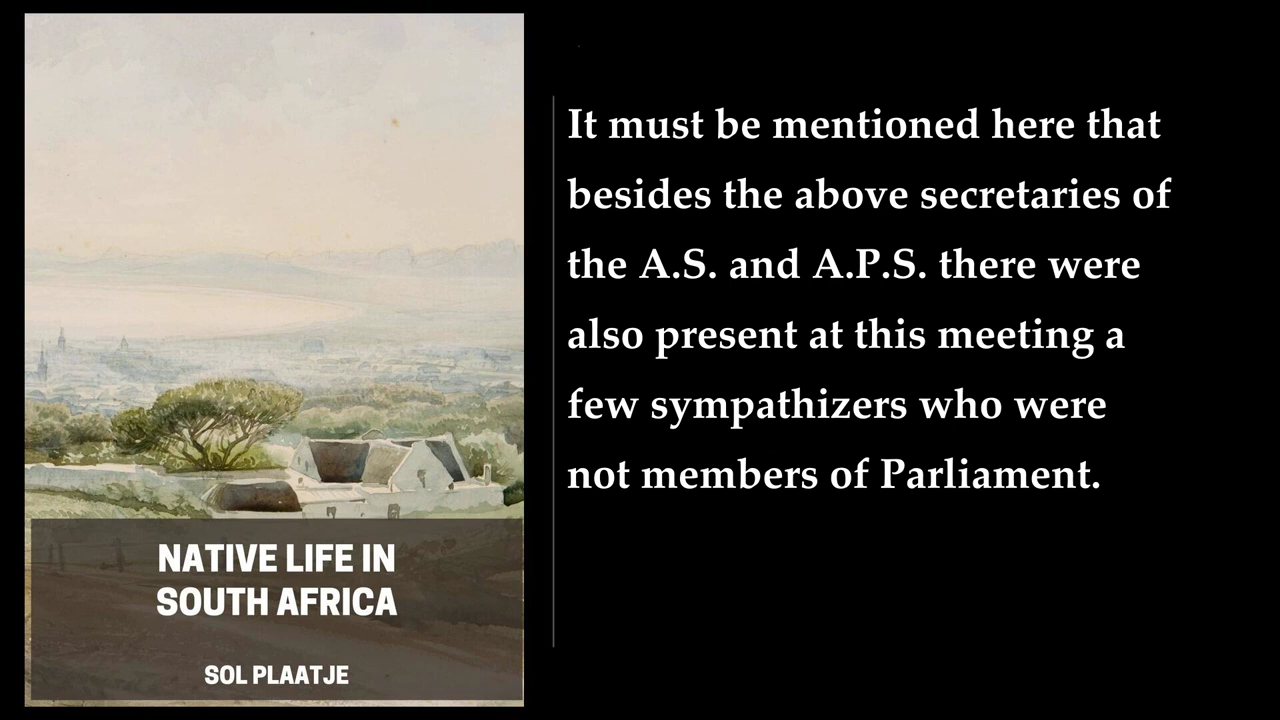 It must be mentioned here that
besides the above secretaries of
the A.S. and A.P.S. there were
also present at this meeting a
few sympathizers who were
not members of Parliament.
NATIVE LIFE IN
SOUTH AFRICA
SOL PLAATJE